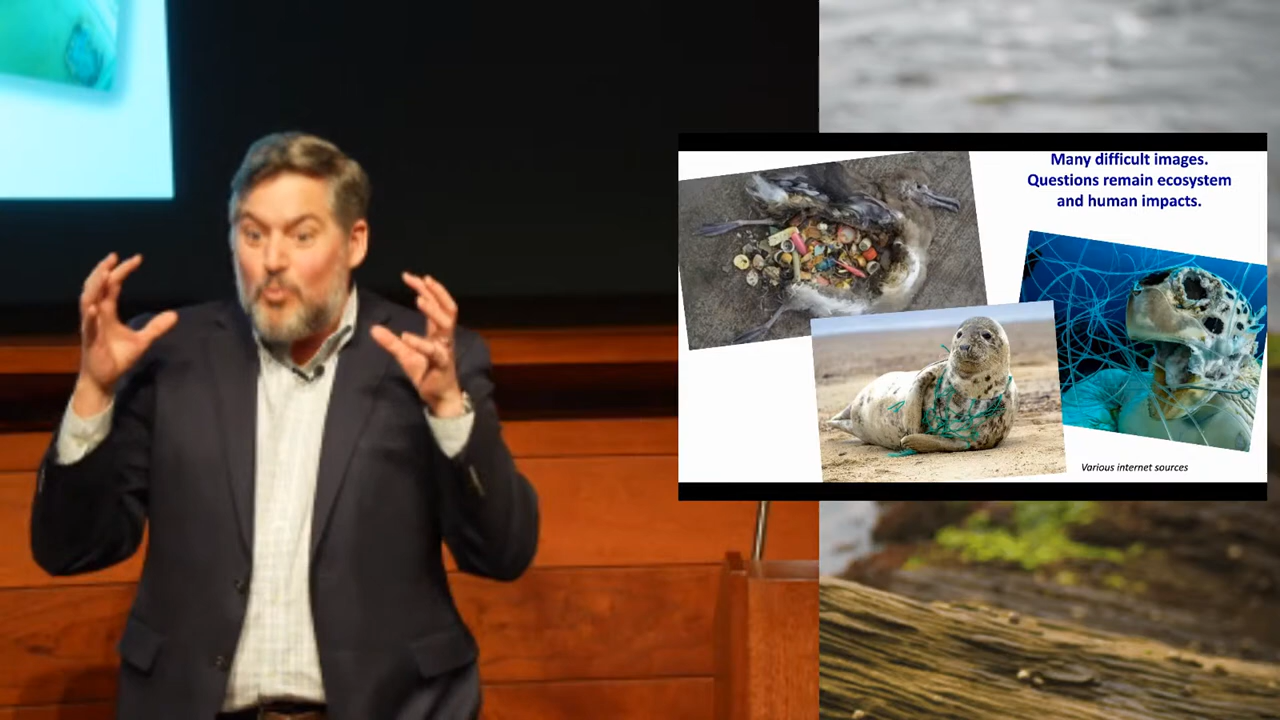 Many difficult images.
Questions remain ecosystem
and human impacts.
Various internet sources